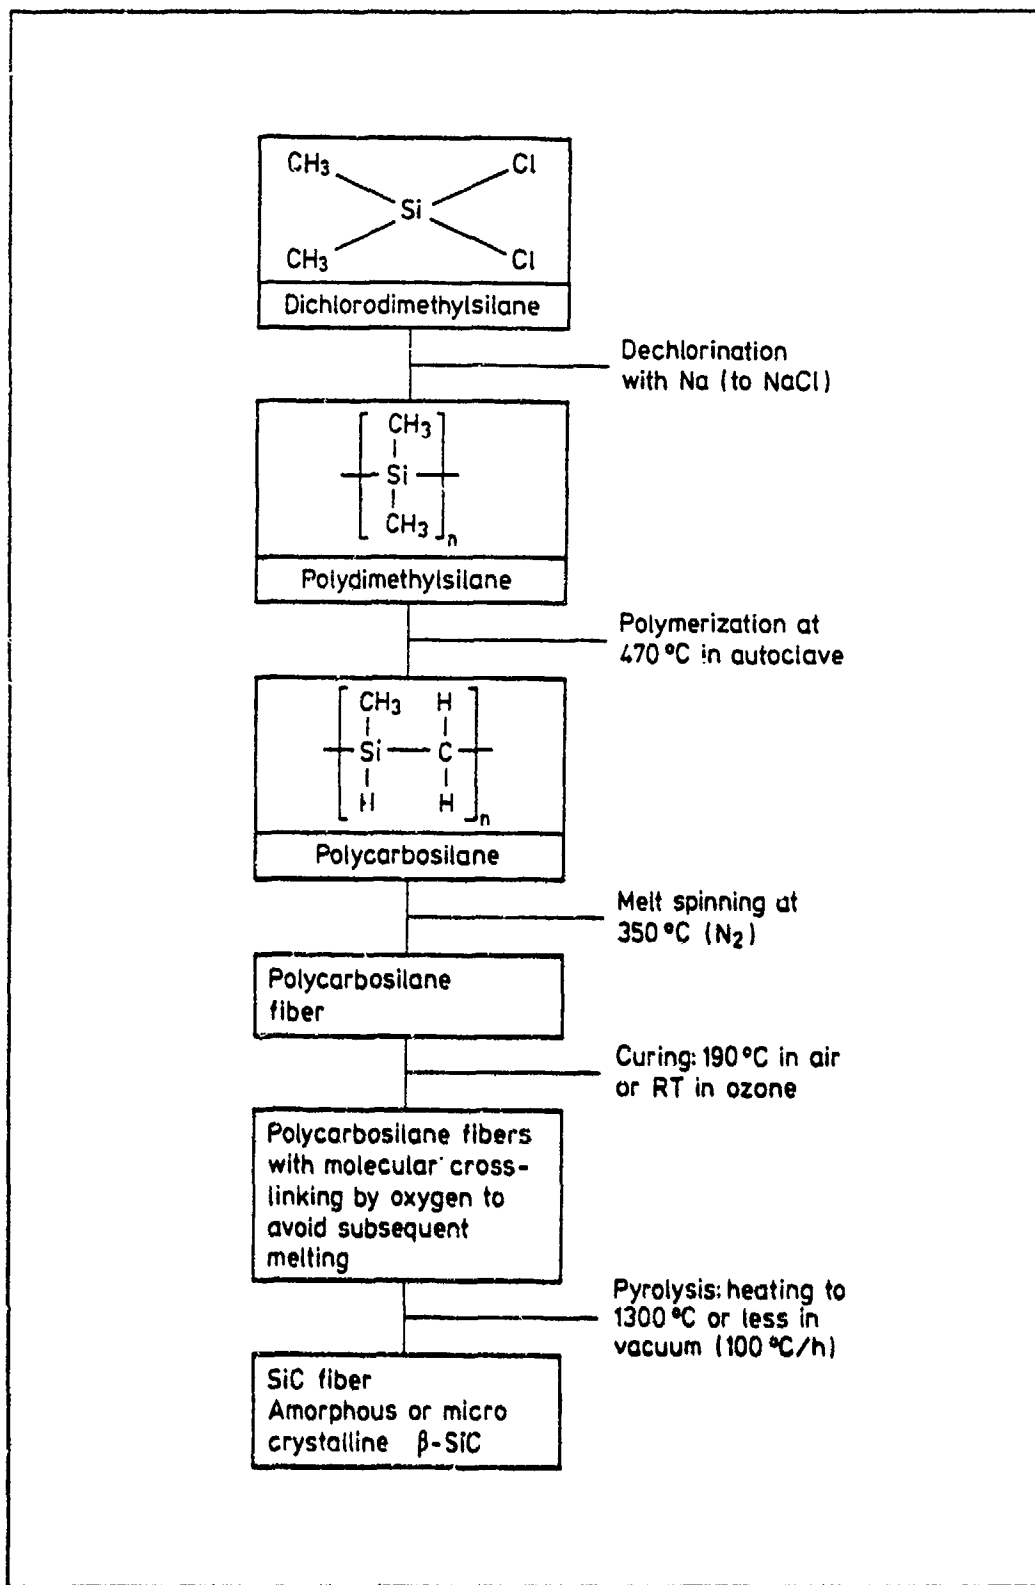 CH3 Cl
Si
CH3 Cl
Dichlorodimethylsilane
Dechlorination
with Na (to NaCl)
CH3
Si
CH3
n
Polydimethylsilane
Polymerization at
470 °C in autoclave
CH3 H
Si C
H H
n
Polycarbosilane
Melt spinning at
350 °C (N2)
Polycarbosilane
fiber
Curing: 190 °C in air
or RT in ozone
Polycarbosilane fibers
with molecular cross-
linking by oxygen to
avoid subsequent
melting
Pyrolysis: heating to
1300 °C or less in
vacuum (100 °C/h)
SiC fiber
Amorphous or micro
crystalline β-SiC